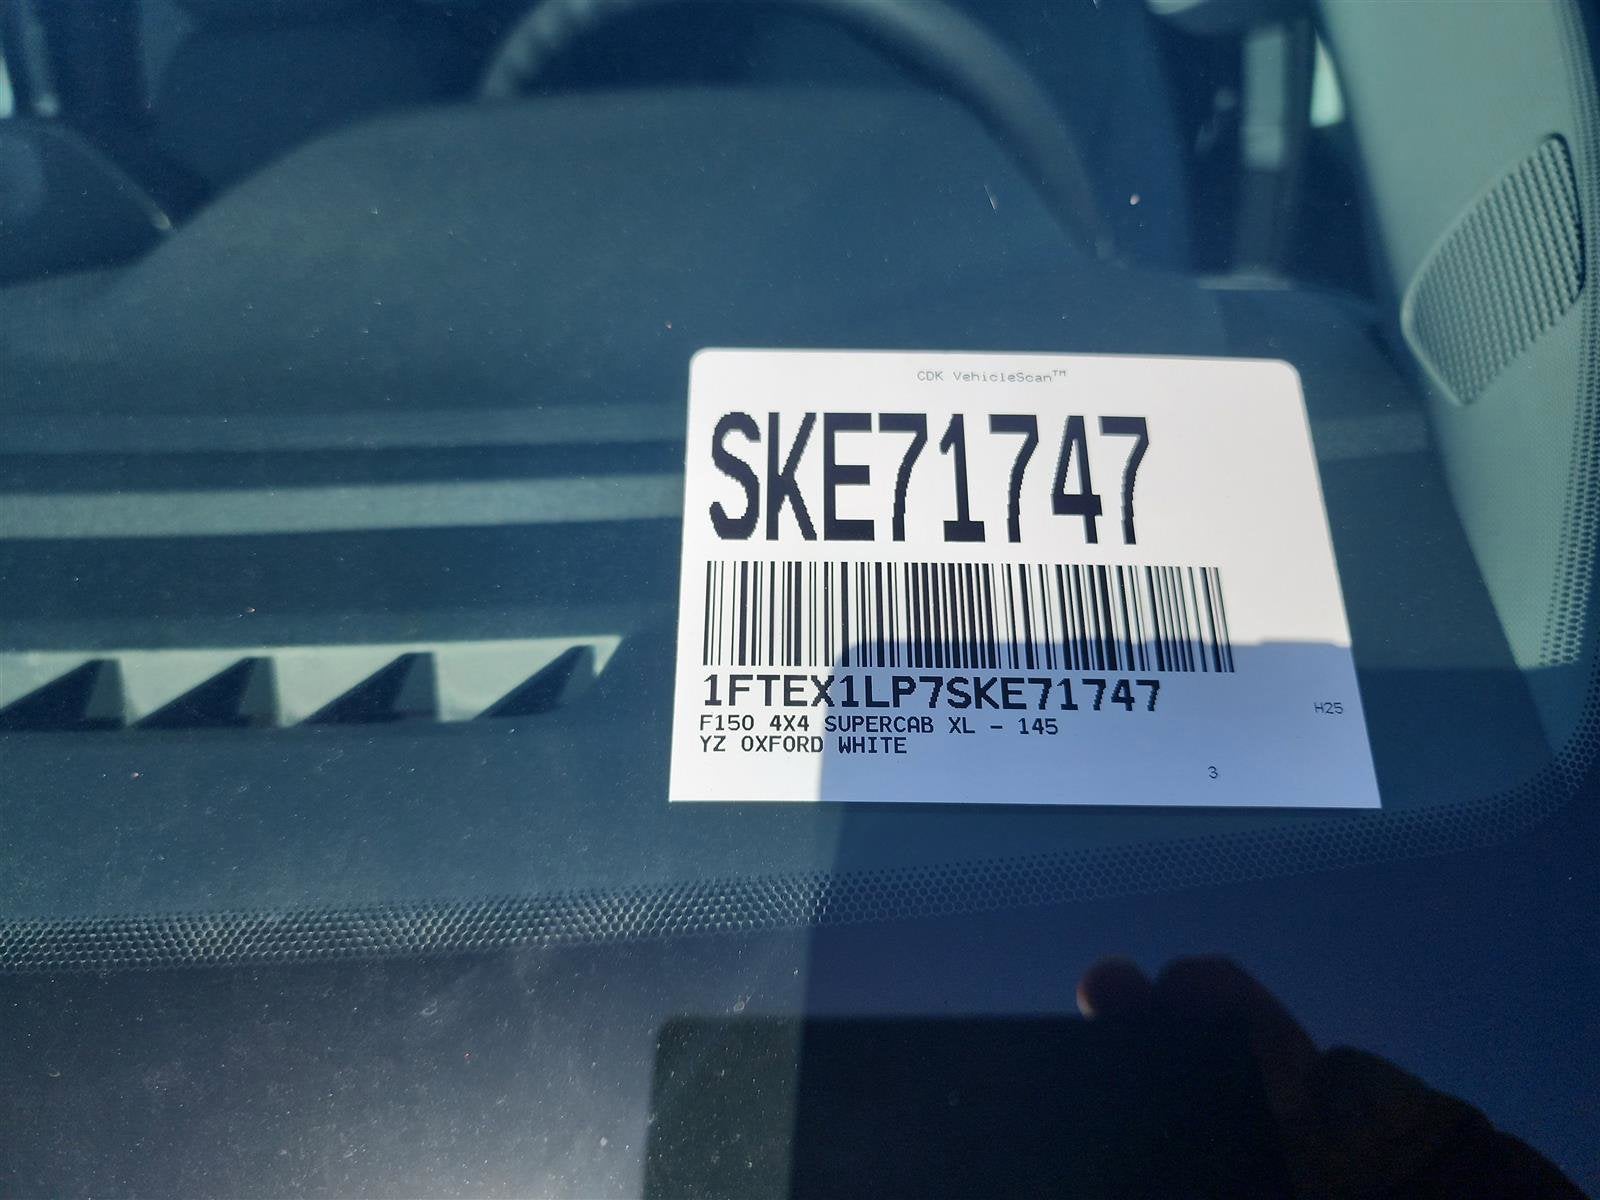 CDK VehicleScan™
SKE71747
1FTEX1LP7SKE71747
F150 4X4 SUPERCAB XL - 145
H25
YZ OXFORD WHITE
3